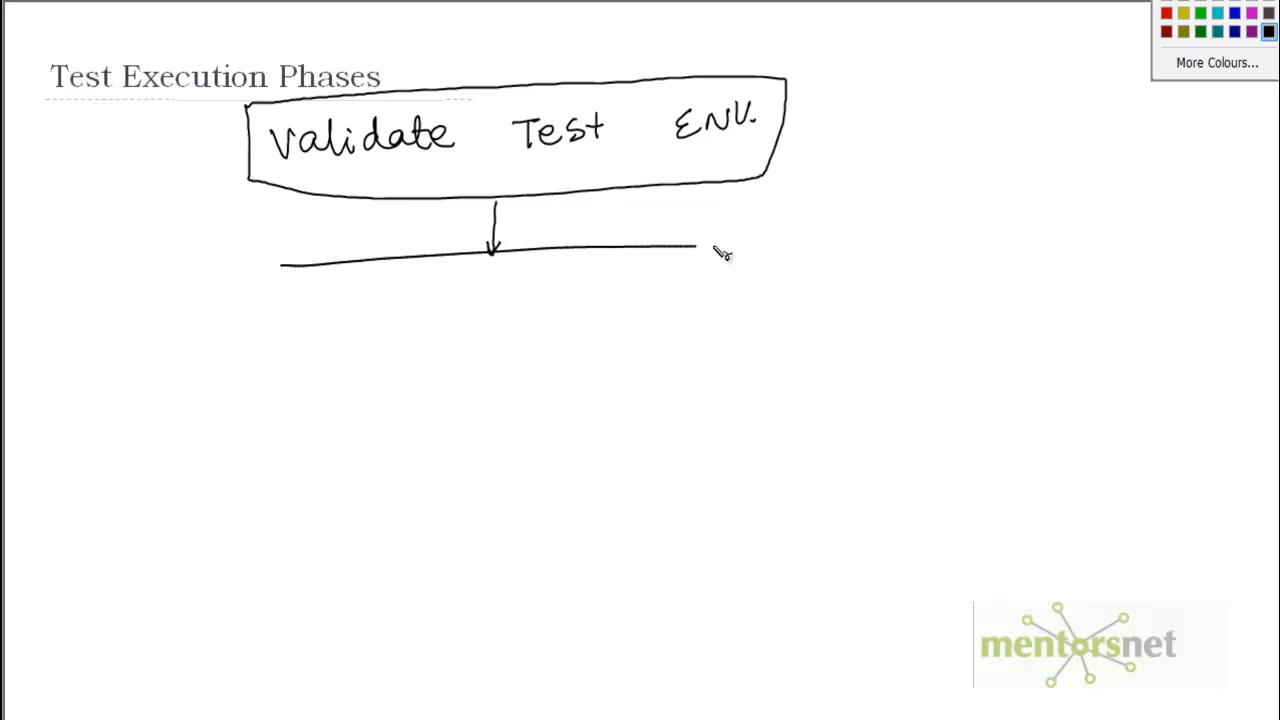 More Colours...
Test Execution Phases
Validate Test ENV.
mentorsnet